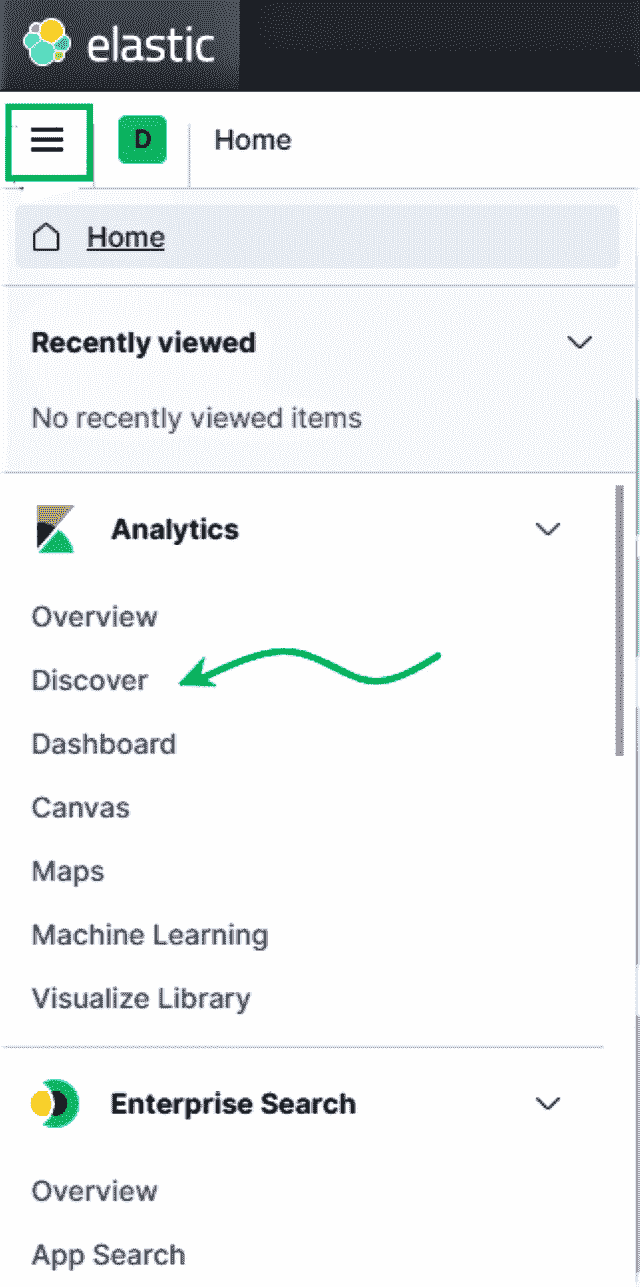 elastic
D Home
Home
Recently viewed
No recently viewed items
Analytics
Overview
Discover
Dashboard
Canvas
Maps
Machine Learning
Visualize Library
Enterprise Search
Overview
App Search